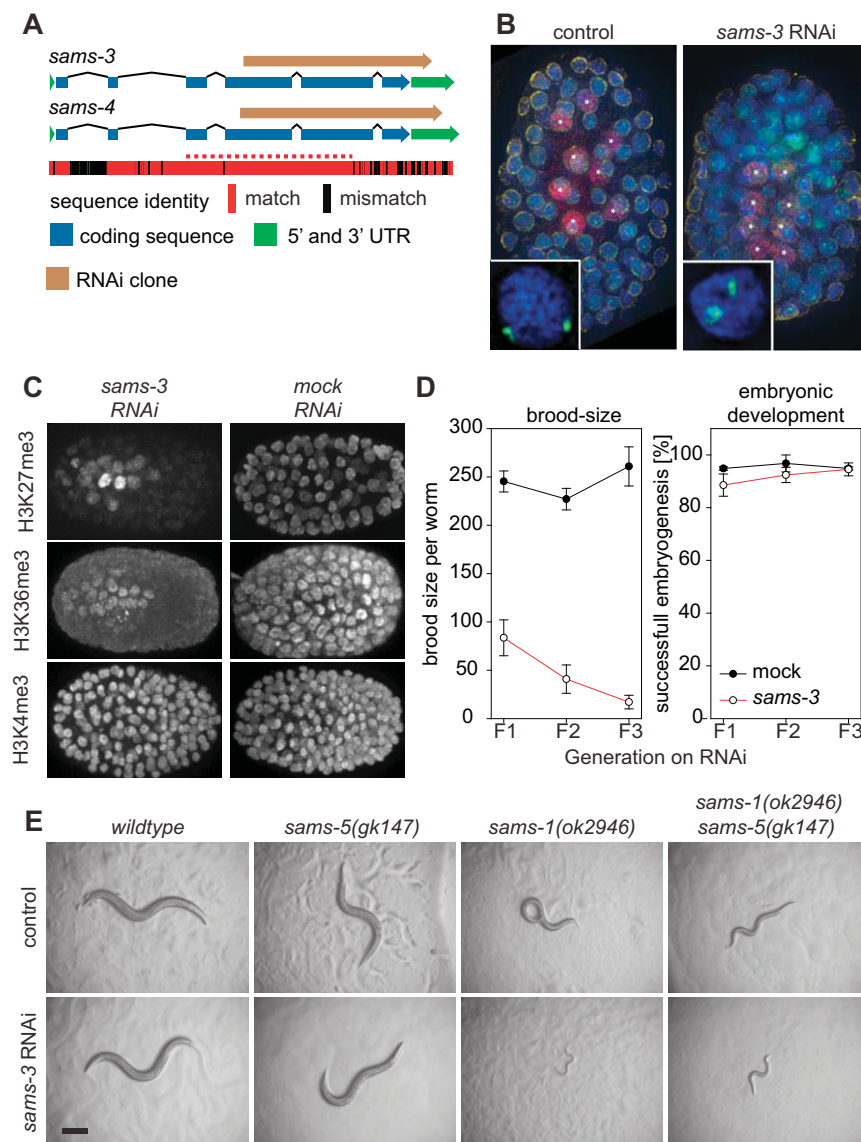 A
sams-3
sams-4
sequence identity match mismatch
coding sequence 5' and 3' UTR
RNAi clone
B
control sams-3 RNAi
C
sams-3 RNAi
mock RNAi
H3K27me3
H3K36me3
H3K4me3
D
brood-size
brood size per worm
300
250
200
150
100
50
0
F1 F2 F3
embryonic development
successfull embryogenesis [%]
100
80
60
40
20
0
mock
sams-3
F1 F2 F3
Generation on RNAi
E
wildtype sams-5(gk147) sams-1(ok2946) sams-1(ok2946) sams-5(gk147)
control
sams-3 RNAi